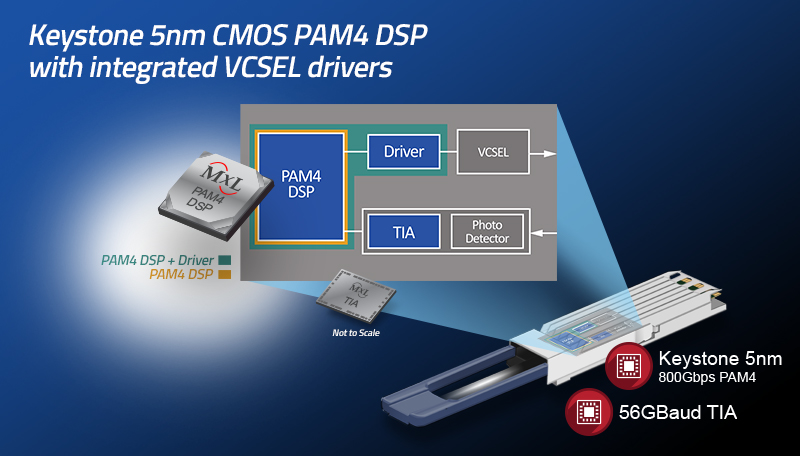 Keystone 5nm CMOS PAM4 DSP
with integrated VCSEL drivers
PAM4
DSP
Driver
VCSEL
TIA
Photo
Detector
MXL
PAM4
DSP
PAM4 DSP + Driver
PAM4 DSP
MXL
TIA
Not to Scale
Keystone 5nm
800Gbps PAM4
56GBaud TIA